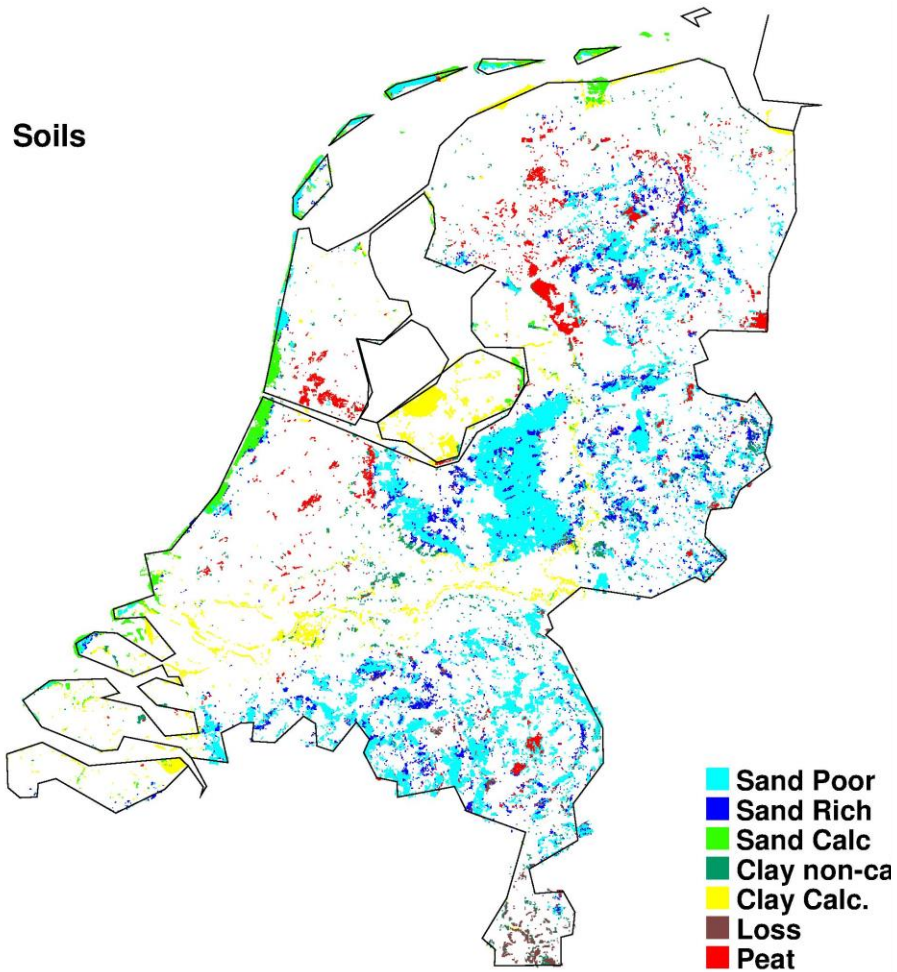 Soils
Sand Poor
Sand Rich
Sand Calc
Clay non-ca
Clay Calc.
Loss
Peat